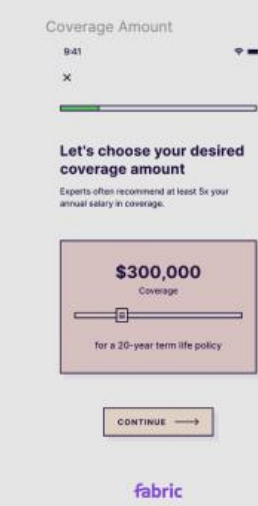 Coverage Amount
9:41
Let's choose your desired
coverage amount
Experts often recommend at least 5x your
annual salary in coverage.
$300,000
Coverage
for a 20-year term life policy
CONTINUE
fabric